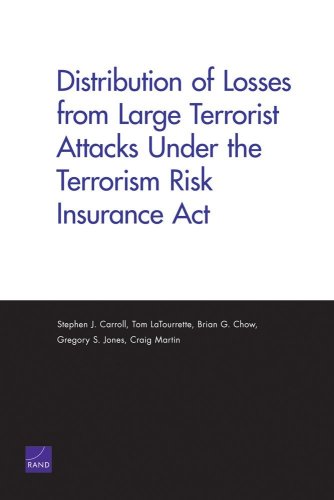 Distribution of Losses
from Large Terrorist
Attacks Under the
Terrorism Risk
Insurance Act
Stephen J. Carroll, Tom LaTourrette, Brian G. Chow,
Gregory S. Jones, Craig Martin
RAND